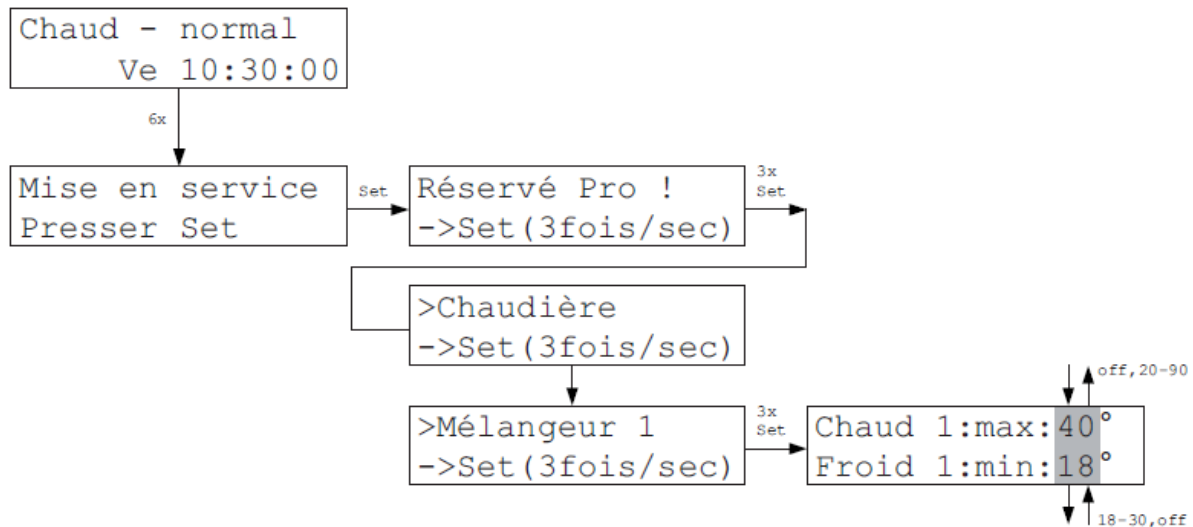 Chaud - normal
Ve 10:30:00
6x
Mise en service
Presser Set
Set
Réservé Pro !
->Set(3fois/sec)
3x
Set
>Chaudière
->Set(3fois/sec)
>Mélangeur 1
->Set(3fois/sec)
3x
Set
off,20-90
Chaud 1:max:40°
Froid 1:min:18°
18-30,off